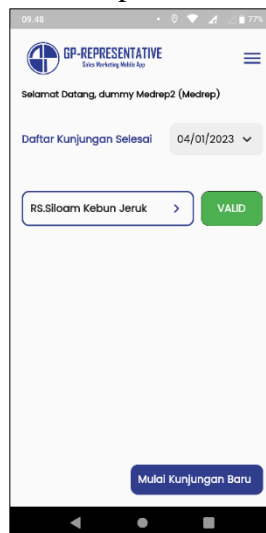 09.48
77%
GP-REPRESENTATIVE
Sales Marketing Mobile App
Selamat Datang, dummy Medrep2 (Medrep)
Daftar Kunjungan Selesai
04/01/2023
RS.Siloam Kebun Jeruk
VALID
Mulai Kunjungan Baru